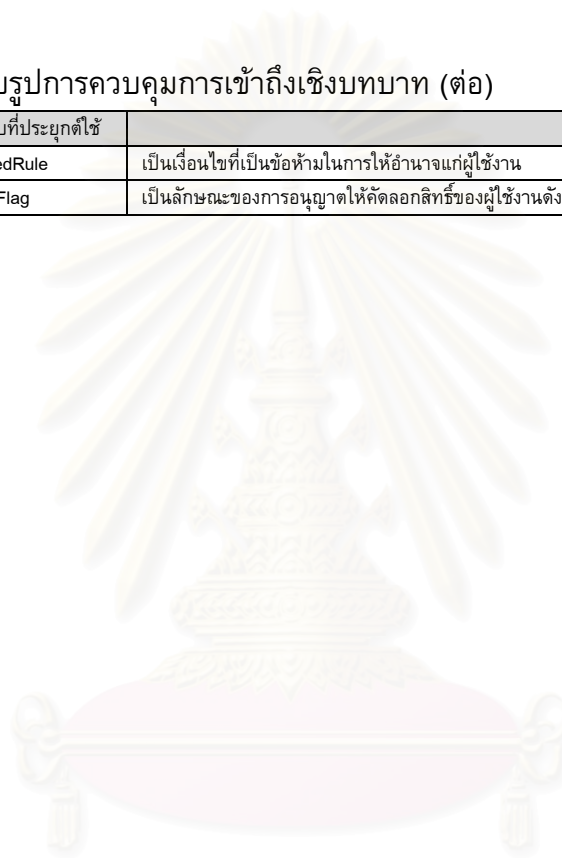 บรูปการควบคุมการเข้าถึงเชิงบทบาท (ต่อ)
บที่ประยุกต์ใช้
edRule เป็นเงื่อนไขที่เป็นข้อห้ามในการให้อำนาจแก่ผู้ใช้งาน
Flag เป็นลักษณะของการอนุญาตให้คัดลอกสิทธิ์ของผู้ใช้งานดัง